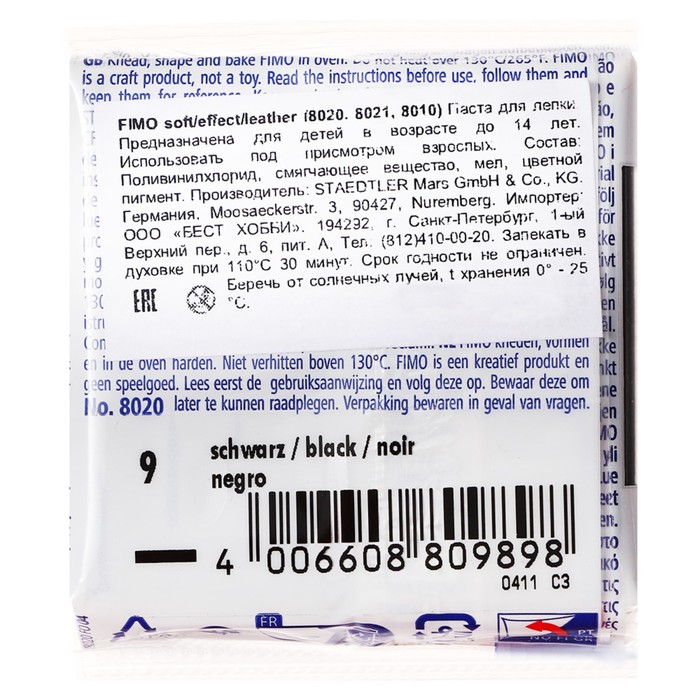 GB Knead, shape and bake FIMO in oven. Do not heat over 130°C/265°F. FIMO
is a craft product, not a toy. Read the instructions before use, follow them and
keep them for reference.
FIMO soft/effect/leather (8020. 8021, 8010) Паста для лепки
Предназначена для детей в возрасте до 14 лет.
Использовать под присмотром взрослых. Состав:
Поливинилхлорид, смягчающее вещество, мел, цветной
пигмент. Производитель: STAEDTLER Mars GmbH & Co., KG.
Германия. Moosaeckerstr. 3, 90427, Nuremberg. Импортер:
ООО «БЕСТ ХОББИ». 194292, г. Санкт-Петербург, 1-ый
Верхний пер., д. 6, лит. А, Тел. (812)410-00-20. Запекать в
духовке при 110°С 30 минут. Срок годности не ограничен.
Беречь от солнечных лучей, t хранения 0° - 25
°С.
EAC
NL FIMO kneden, vormen
en in de oven harden. Niet verhitten boven 130°C. FIMO is een kreatief produkt en
geen speelgoed. Lees eerst de gebruiksaanwijzing en volg deze op. Bewaar deze om
No. 8020 later te kunnen raadplegen. Verpakking bewaren in geval van vragen.
9 schwarz / black / noir
negro
4 006608 809898
0411 C3
FR
PT